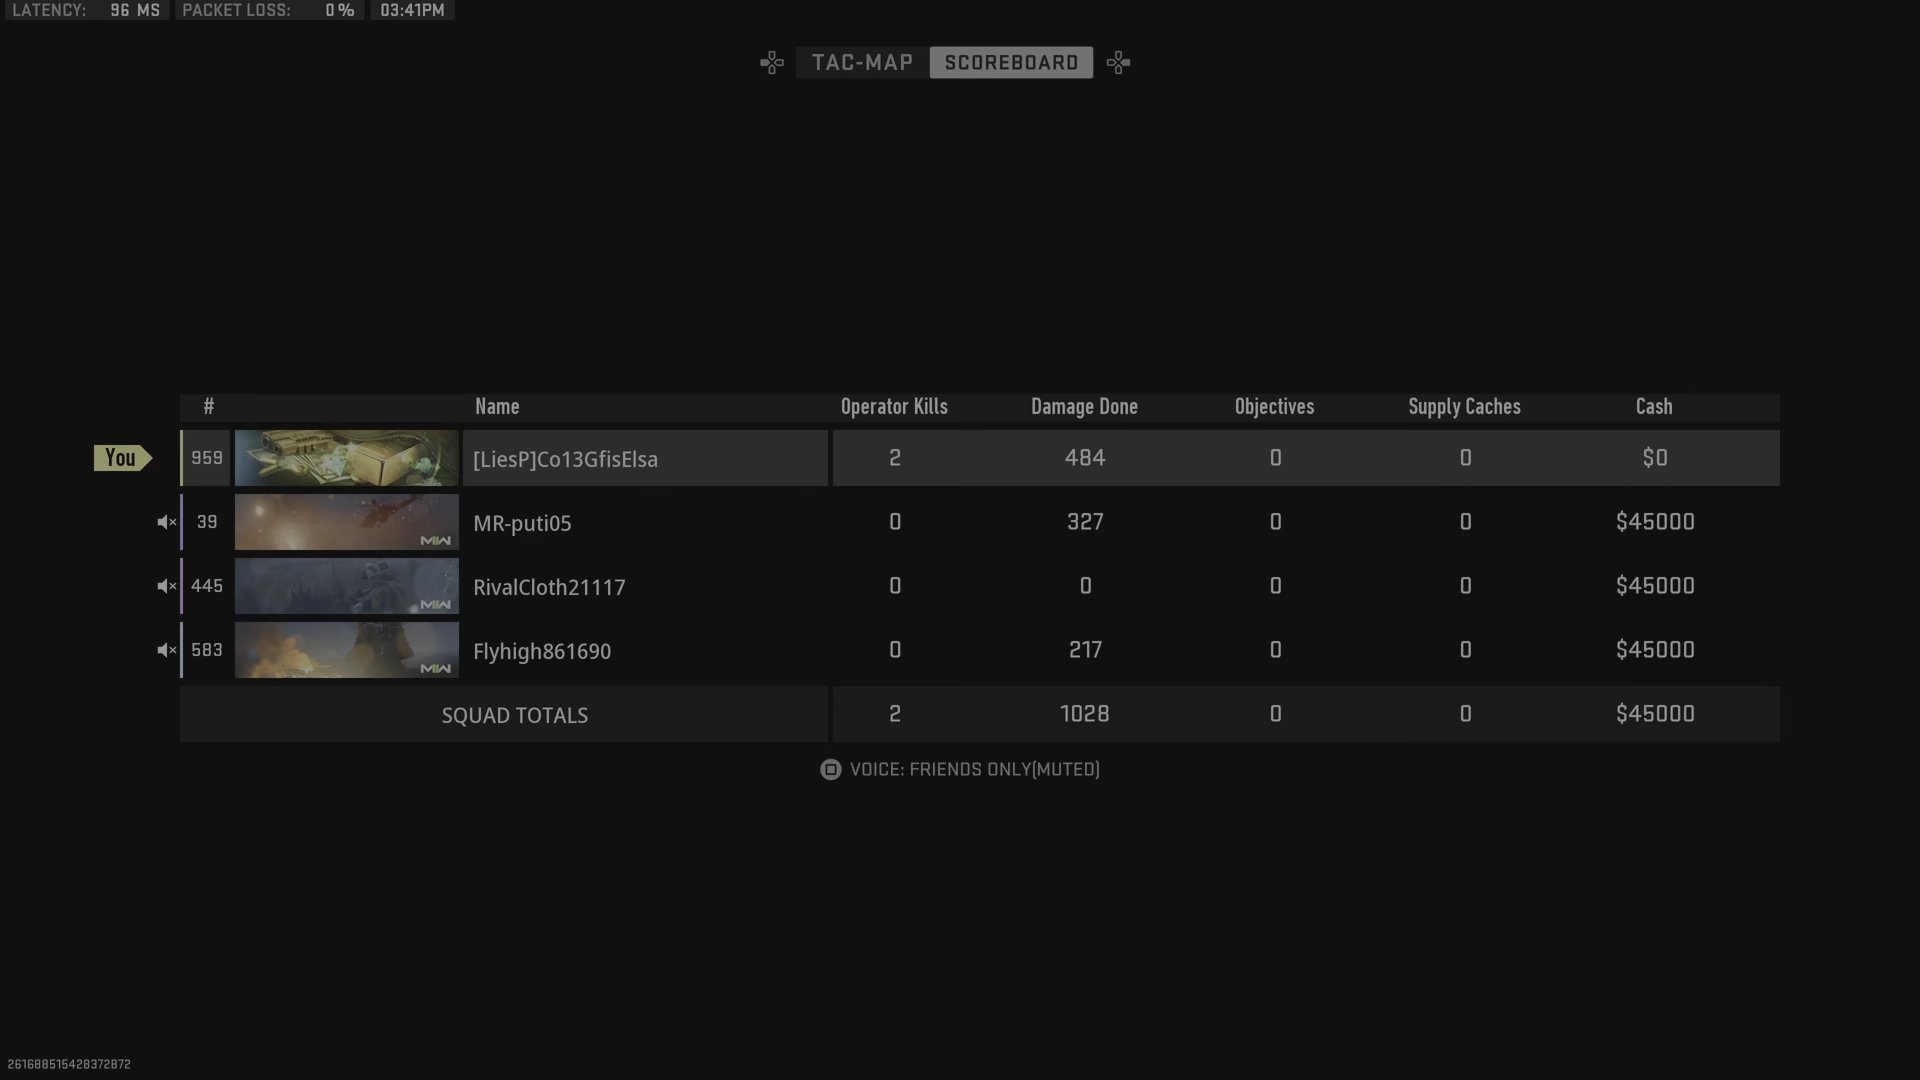 LATENCY: 96 MS PACKET LOSS: 0% 03:41PM
TAC-MAP SCOREBOARD
# Name Operator Kills Damage Done Objectives Supply Caches Cash
You 959 [LiesP]Co13GfisElsa 2 484 0 0 $0
39 MW MR-puti05 0 327 0 0 $45000
445 MW RivalCloth21117 0 0 0 0 $45000
583 MW Flyhigh861690 0 217 0 0 $45000
SQUAD TOTALS 2 1028 0 0 $45000
VOICE: FRIENDS ONLY(MUTED)
261688515428372872